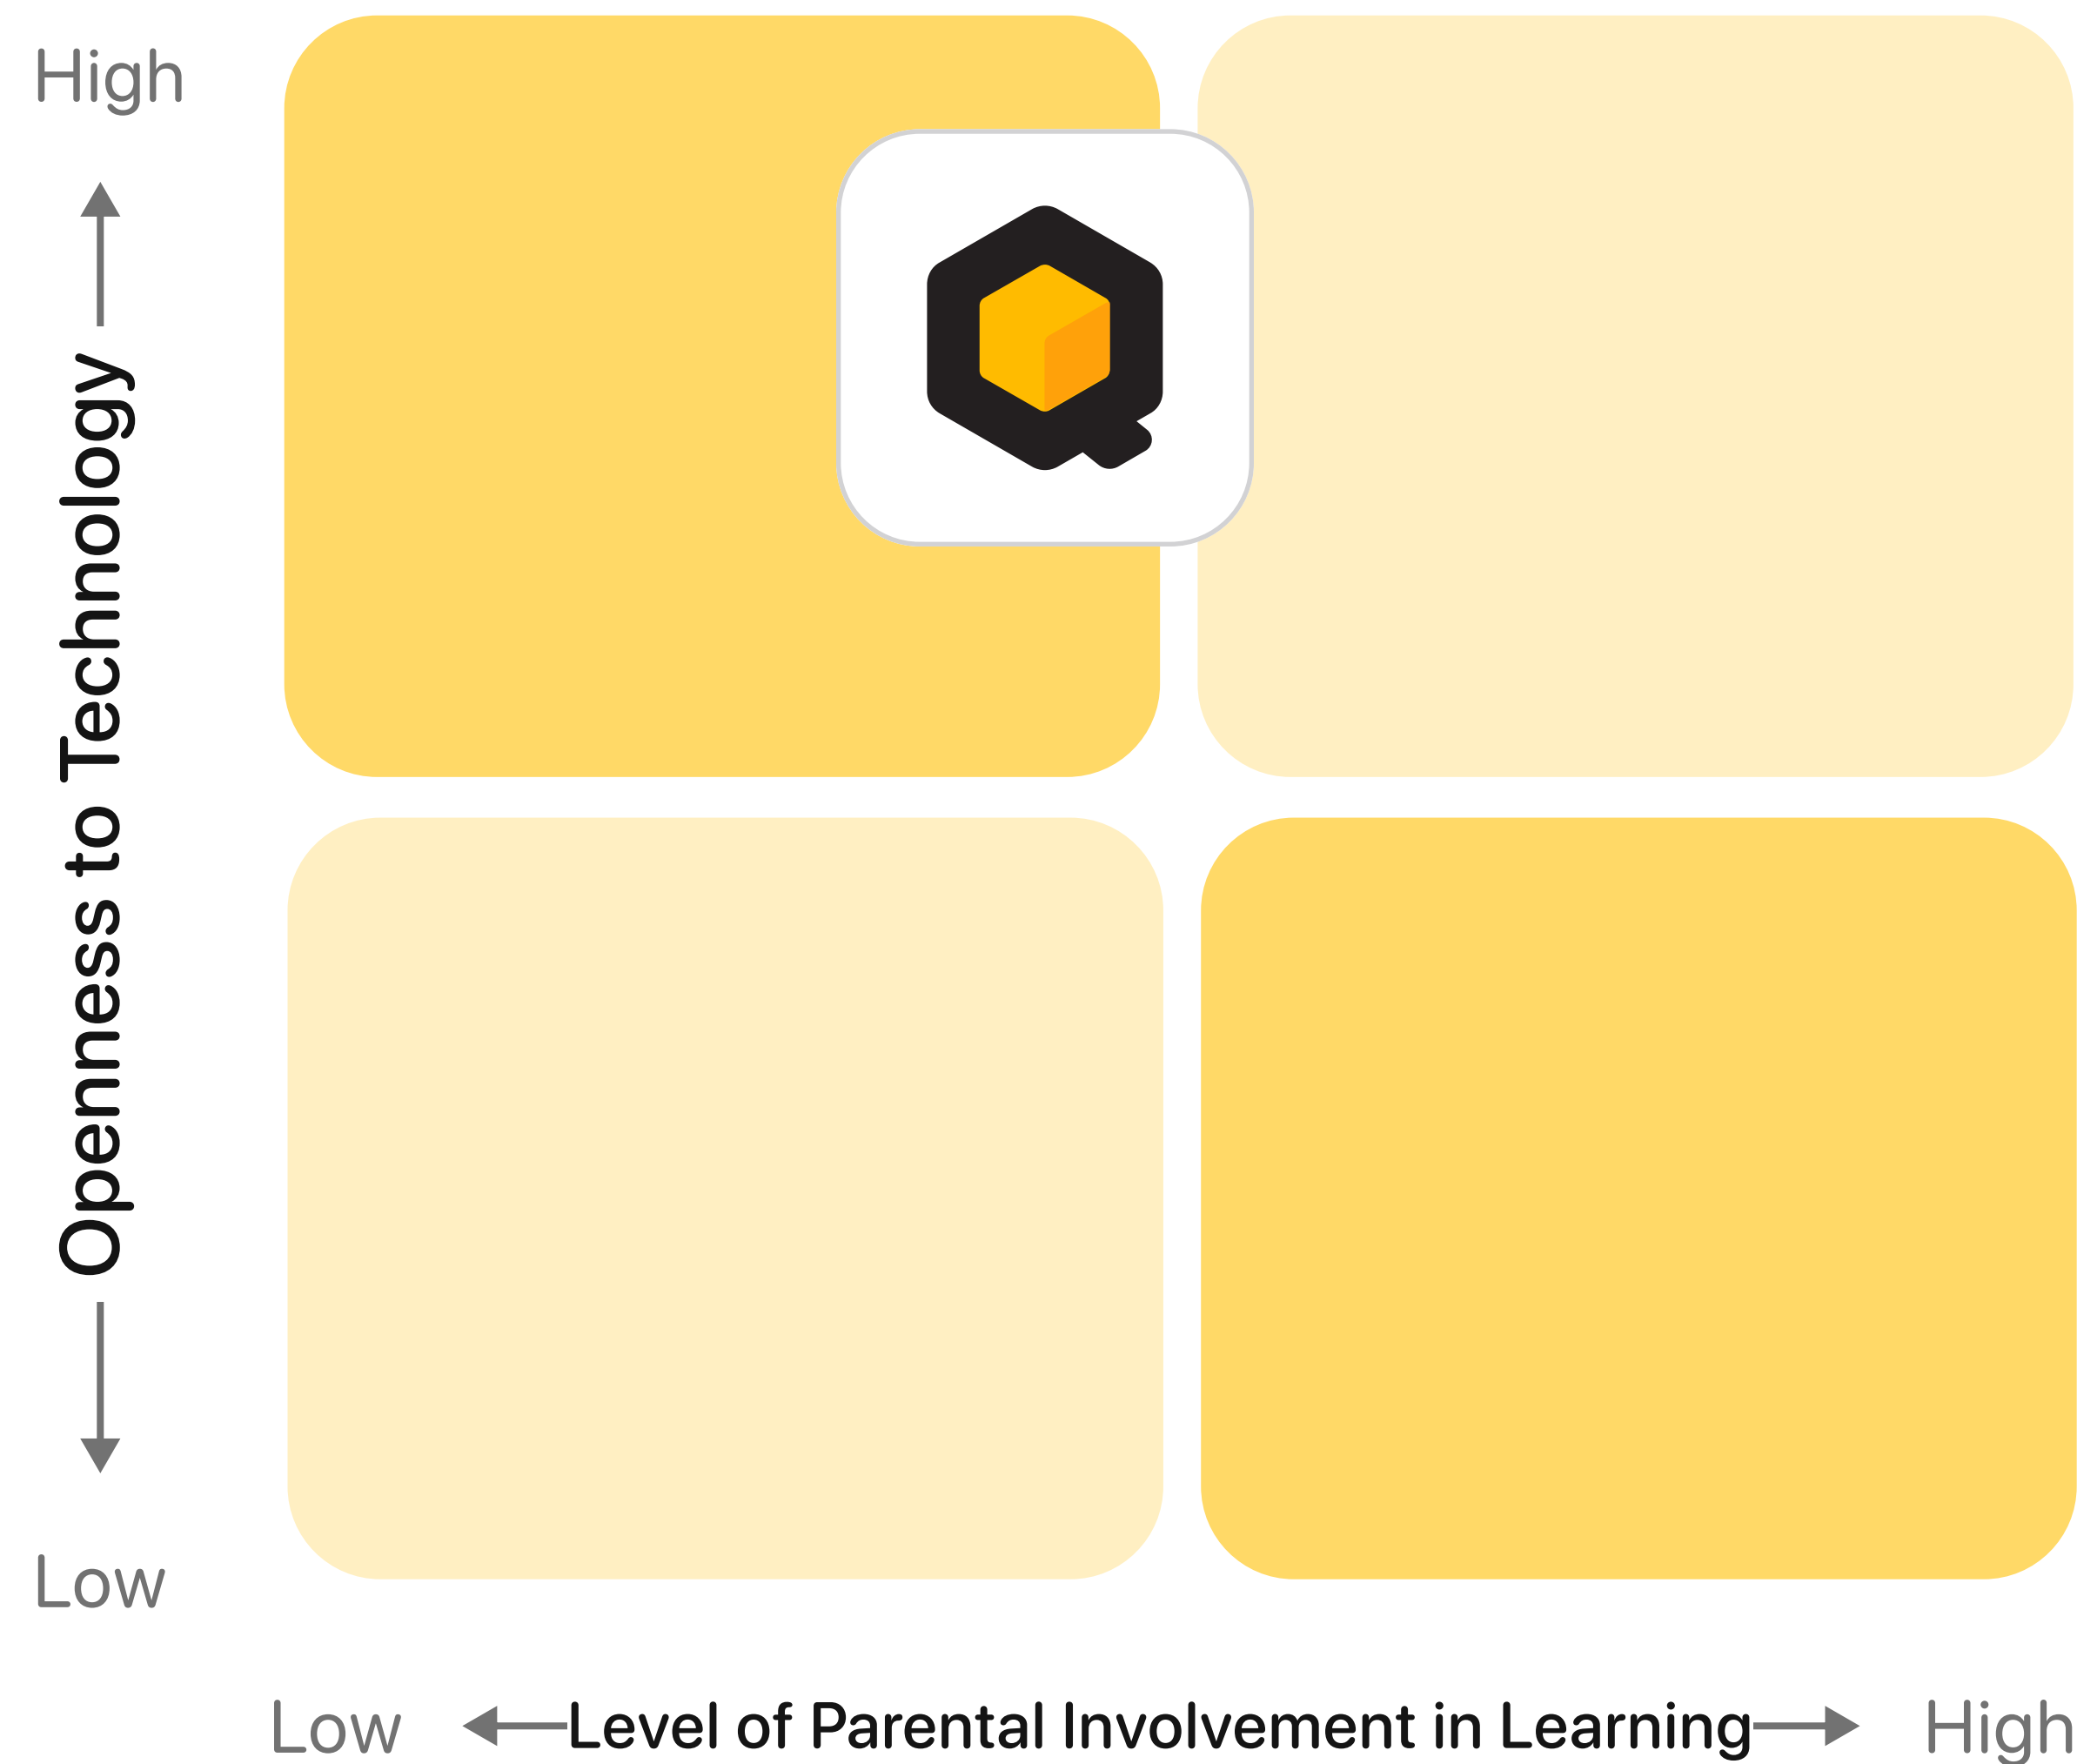 High
Openness to Technology
Low
Low
Level of Parental Involvement in Learning
High